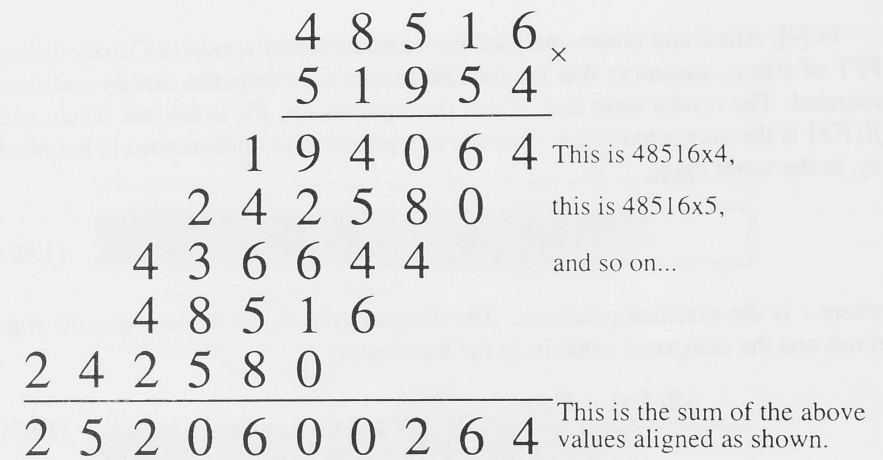 4 8 5 1 6
×
5 1 9 5 4
1 9 4 0 6 4 This is 48516x4,
2 4 2 5 8 0 this is 48516x5,
4 3 6 6 4 4 and so on...
4 8 5 1 6
2 4 2 5 8 0
2 5 2 0 6 0 0 2 6 4 This is the sum of the above
values aligned as shown.